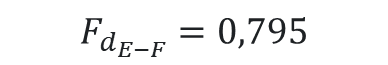 F_{d_{E−F}} = 0,795